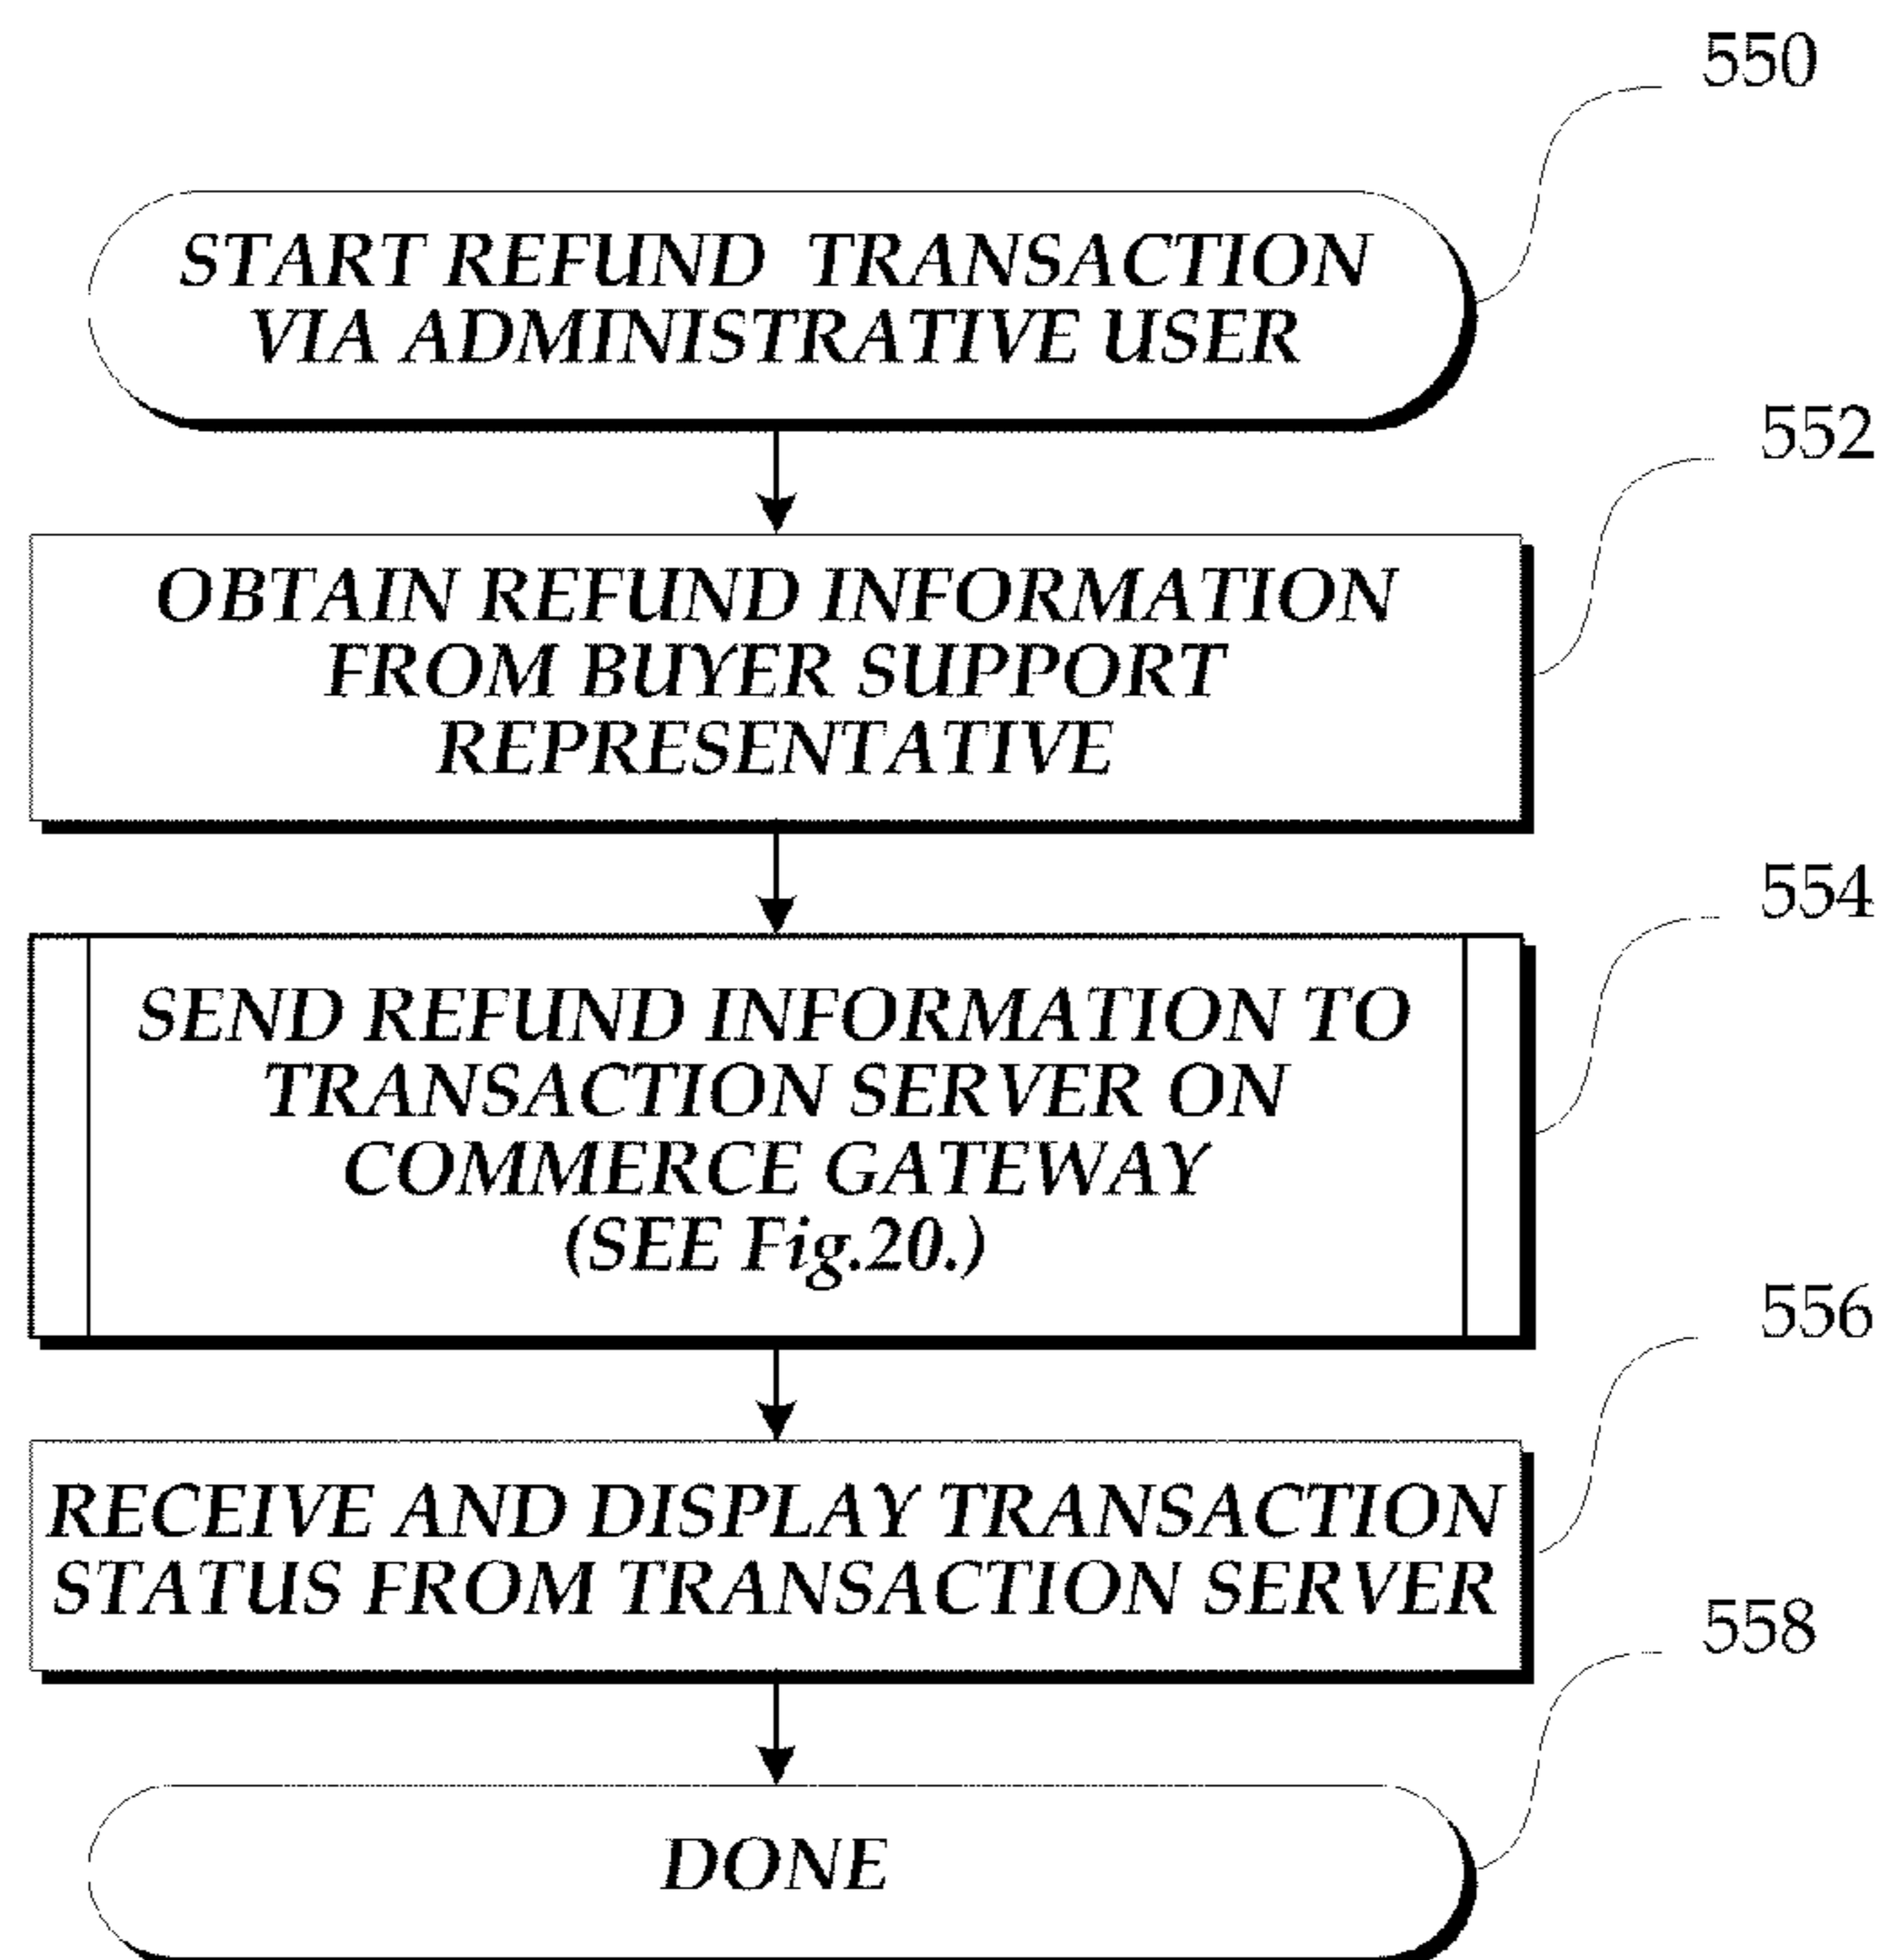 550
START REFUND TRANSACTION
VIA ADMINISTRATIVE USER
552
OBTAIN REFUND INFORMATION
FROM BUYER SUPPORT
REPRESENTATIVE
554
SEND REFUND INFORMATION TO
TRANSACTION SERVER ON
COMMERCE GATEWAY
(SEE Fig.20.)
556
RECEIVE AND DISPLAY TRANSACTION
STATUS FROM TRANSACTION SERVER
558
DONE